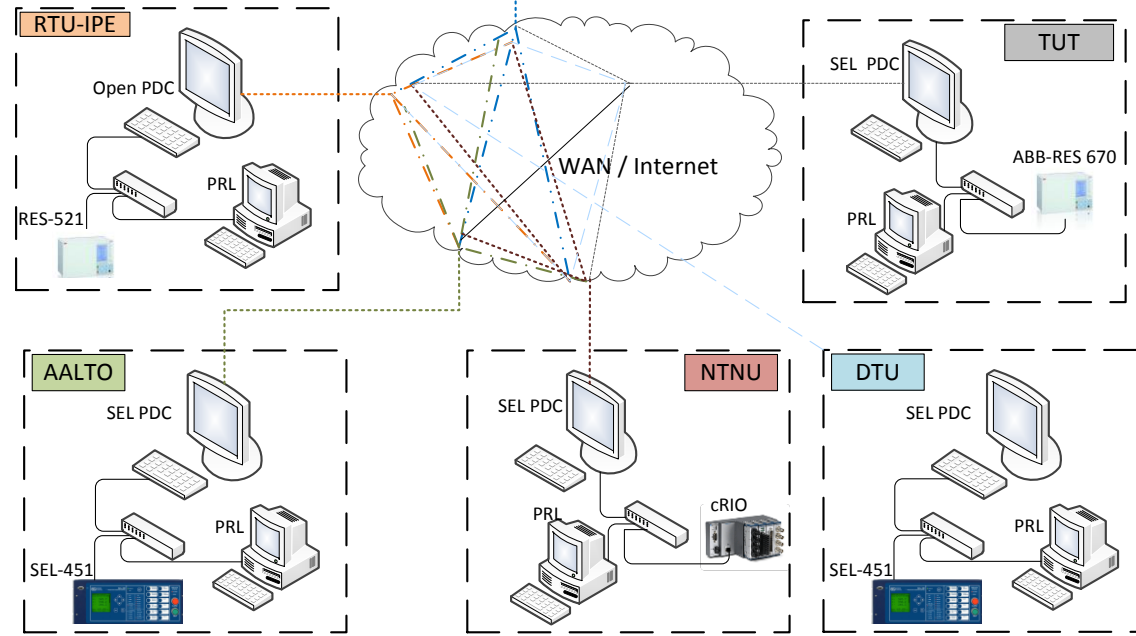 RTU-IPE
Open PDC
PRL
RES-521
WAN / Internet
TUT
SEL PDC
ABB-RES 670
PRL
AALTO
SEL PDC
PRL
SEL-451
NTNU
SEL PDC
PRL
cRIO
DTU
SEL PDC
PRL
SEL-451